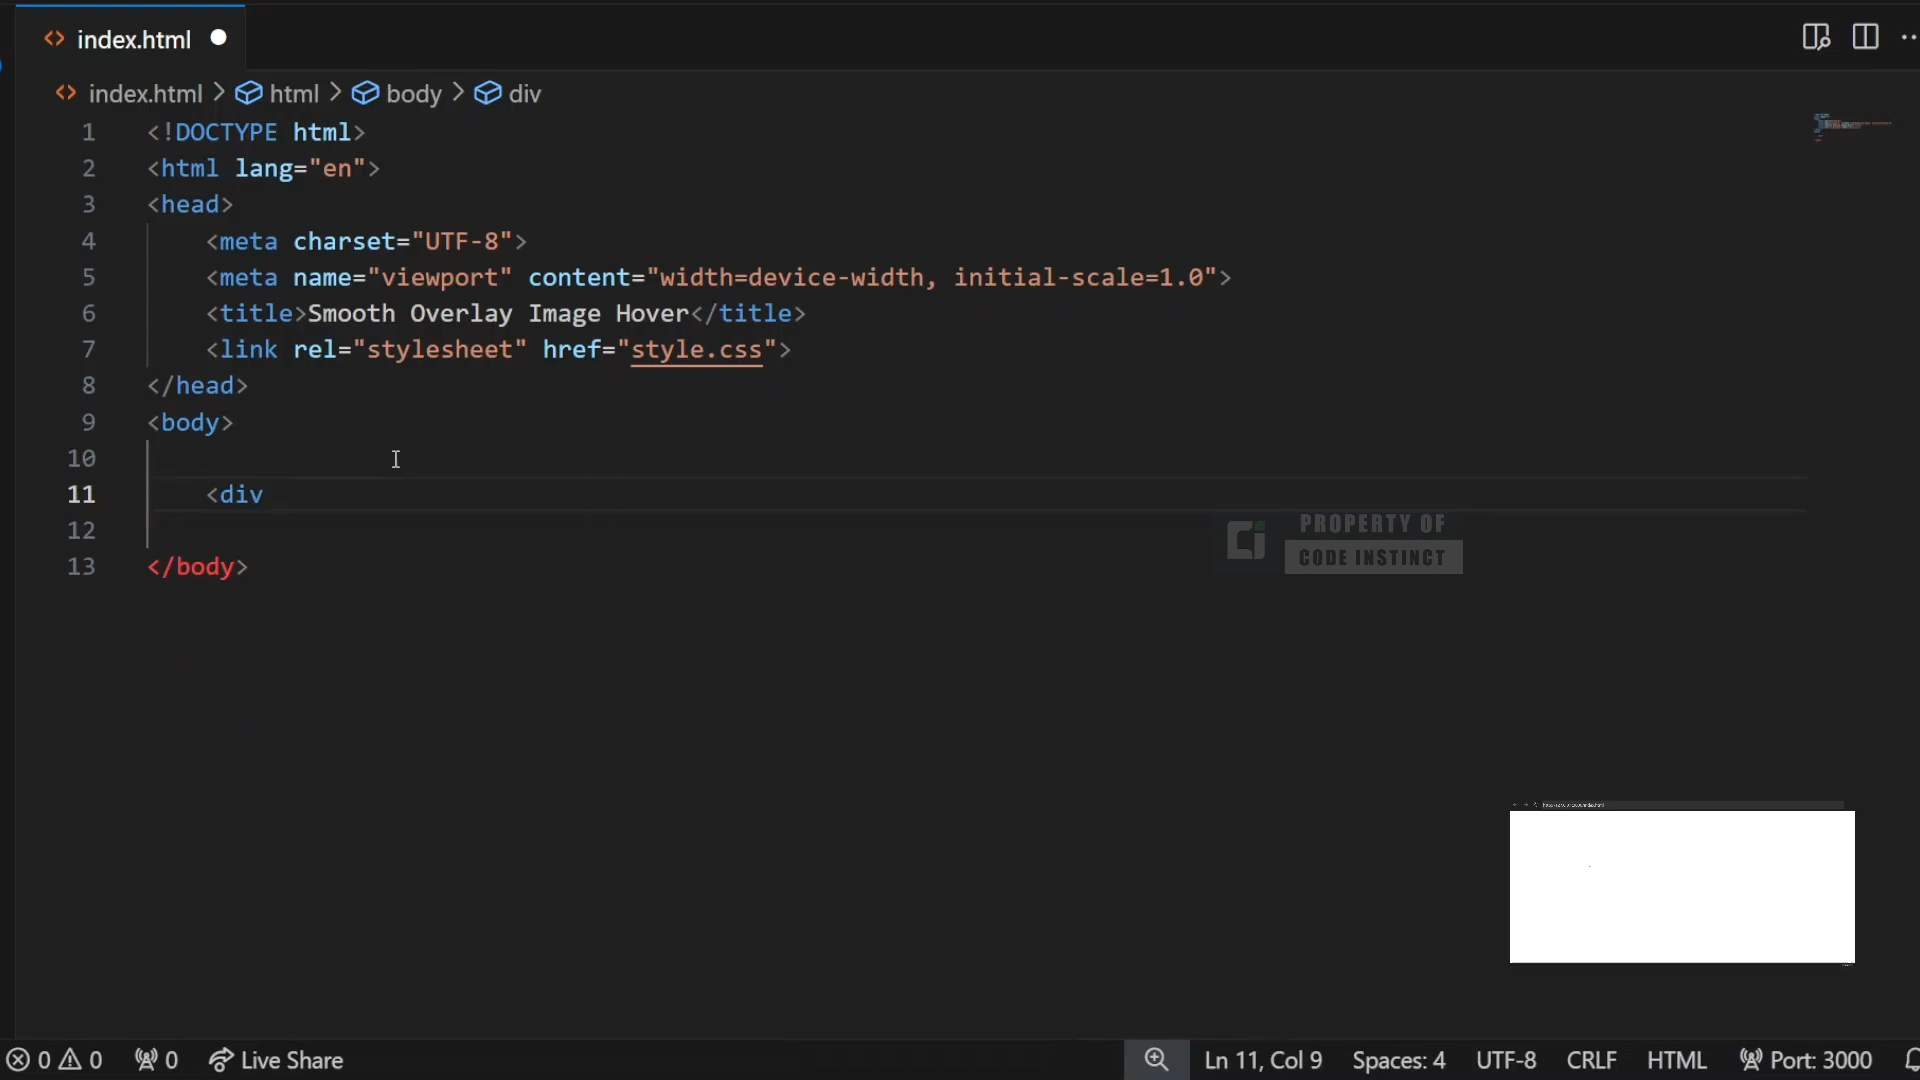 index.html
index.html > html > body > div
1 <!DOCTYPE html>
2 <html lang="en">
3 <head>
4 <meta charset="UTF-8">
5 <meta name="viewport" content="width=device-width, initial-scale=1.0">
6 <title>Smooth Overlay Image Hover</title>
7 <link rel="stylesheet" href="style.css">
8 </head>
9 <body>
10
11 <div
12
13 </body>
PROPERTY OF
CODE INSTINCT
0 0 0 Live Share Ln 11, Col 9 Spaces: 4 UTF-8 CRLF HTML Port: 3000